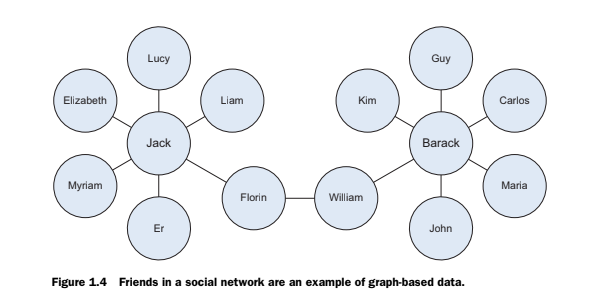 Lucy
Guy
Elizabeth
Liam
Kim
Carlos
Jack
Barack
Myriam
Florin
William
Maria
Er
John
Figure 1.4 Friends in a social network are an example of graph-based data.